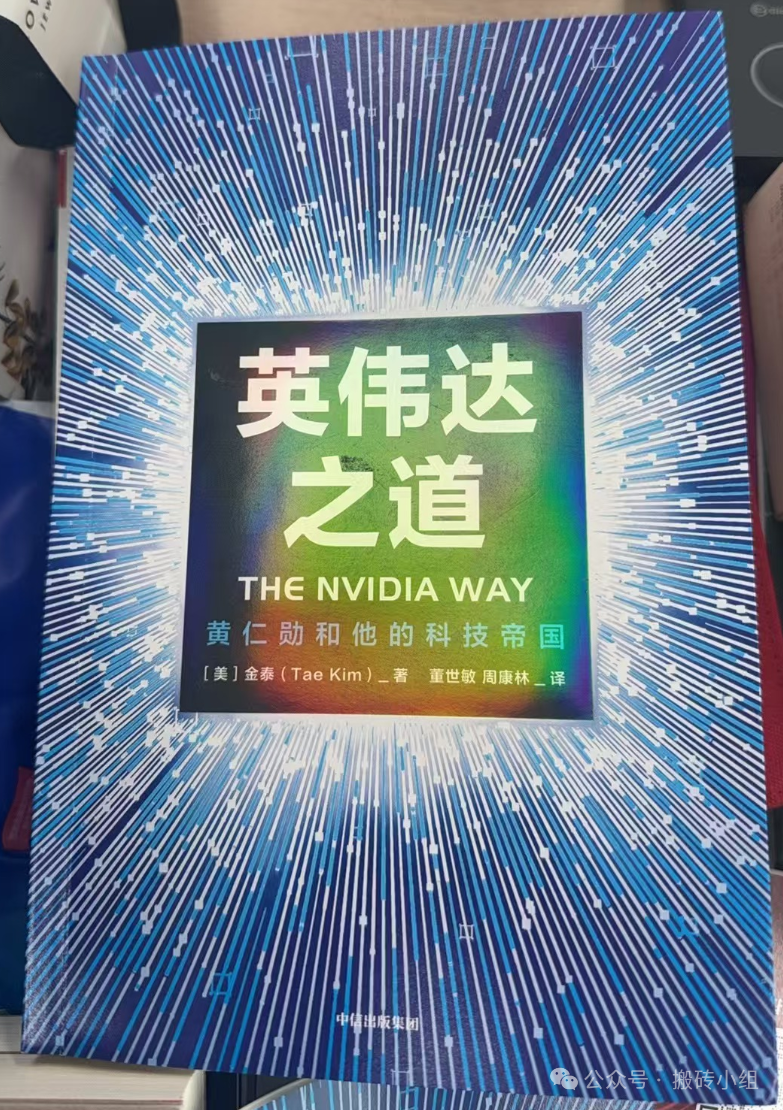 英伟达
之道
THE NVIDIA WAY
黄仁勋和他的科技帝国
[美]金泰（Tae Kim）_著 董世敏 周康林_译
中信出版集团
公众号·搬砖小组